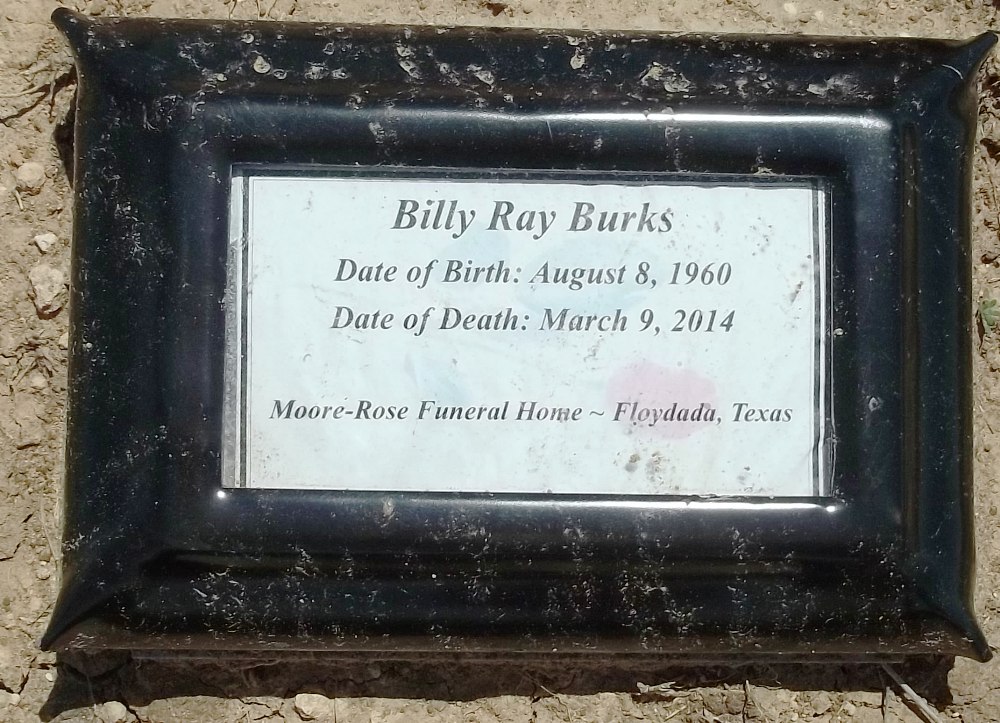 Billy Ray Burks
Date of Birth: August 8, 1960
Date of Death: March 9, 2014
Moore-Rose Funeral Home ~ Floydada, Texas